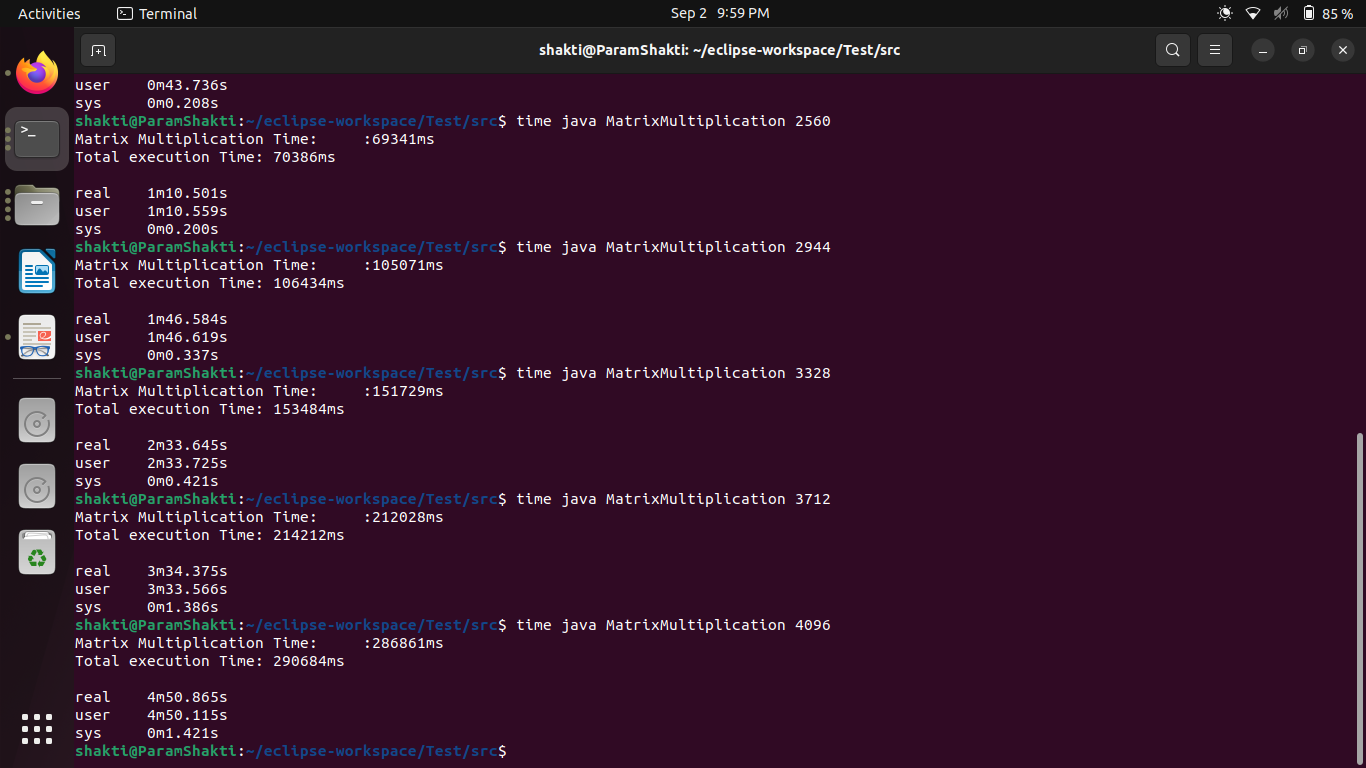 Activities Terminal Sep 2 9:59 PM 85 %
shakti@ParamShakti: ~/eclipse-workspace/Test/src
user 0m43.736s
sys 0m0.208s
shakti@ParamShakti:~/eclipse-workspace/Test/src$ time java MatrixMultiplication 2560
Matrix Multiplication Time: :69341ms
Total execution Time: 70386ms
real 1m10.501s
user 1m10.559s
sys 0m0.200s
shakti@ParamShakti:~/eclipse-workspace/Test/src$ time java MatrixMultiplication 2944
Matrix Multiplication Time: :105071ms
Total execution Time: 106434ms
real 1m46.584s
user 1m46.619s
sys 0m0.337s
shakti@ParamShakti:~/eclipse-workspace/Test/src$ time java MatrixMultiplication 3328
Matrix Multiplication Time: :151729ms
Total execution Time: 153484ms
real 2m33.645s
user 2m33.725s
sys 0m0.421s
shakti@ParamShakti:~/eclipse-workspace/Test/src$ time java MatrixMultiplication 3712
Matrix Multiplication Time: :212028ms
Total execution Time: 214212ms
real 3m34.375s
user 3m33.566s
sys 0m1.386s
shakti@ParamShakti:~/eclipse-workspace/Test/src$ time java MatrixMultiplication 4096
Matrix Multiplication Time: :286861ms
Total execution Time: 290684ms
real 4m50.865s
user 4m50.115s
sys 0m1.421s
shakti@ParamShakti:~/eclipse-workspace/Test/src$